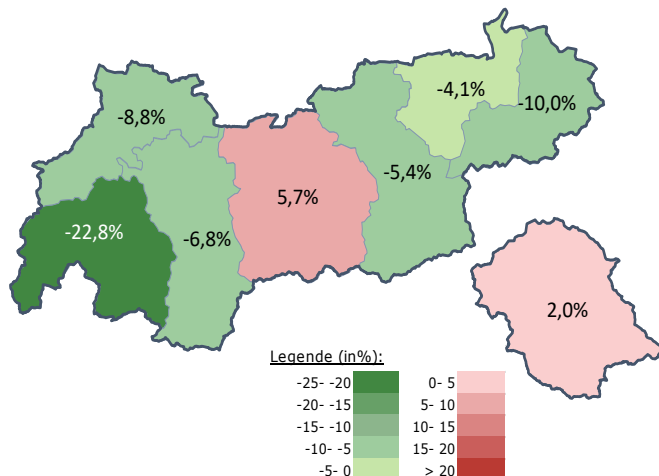 -4,1%
-10,0%
-8,8%
-5,4%
5,7%
-22,8%
-6,8%
2,0%
Legende (in%):
-25- -20 0- 5
-20- -15 5- 10
-15- -10 10- 15
-10- -5 15- 20
-5- 0 > 20